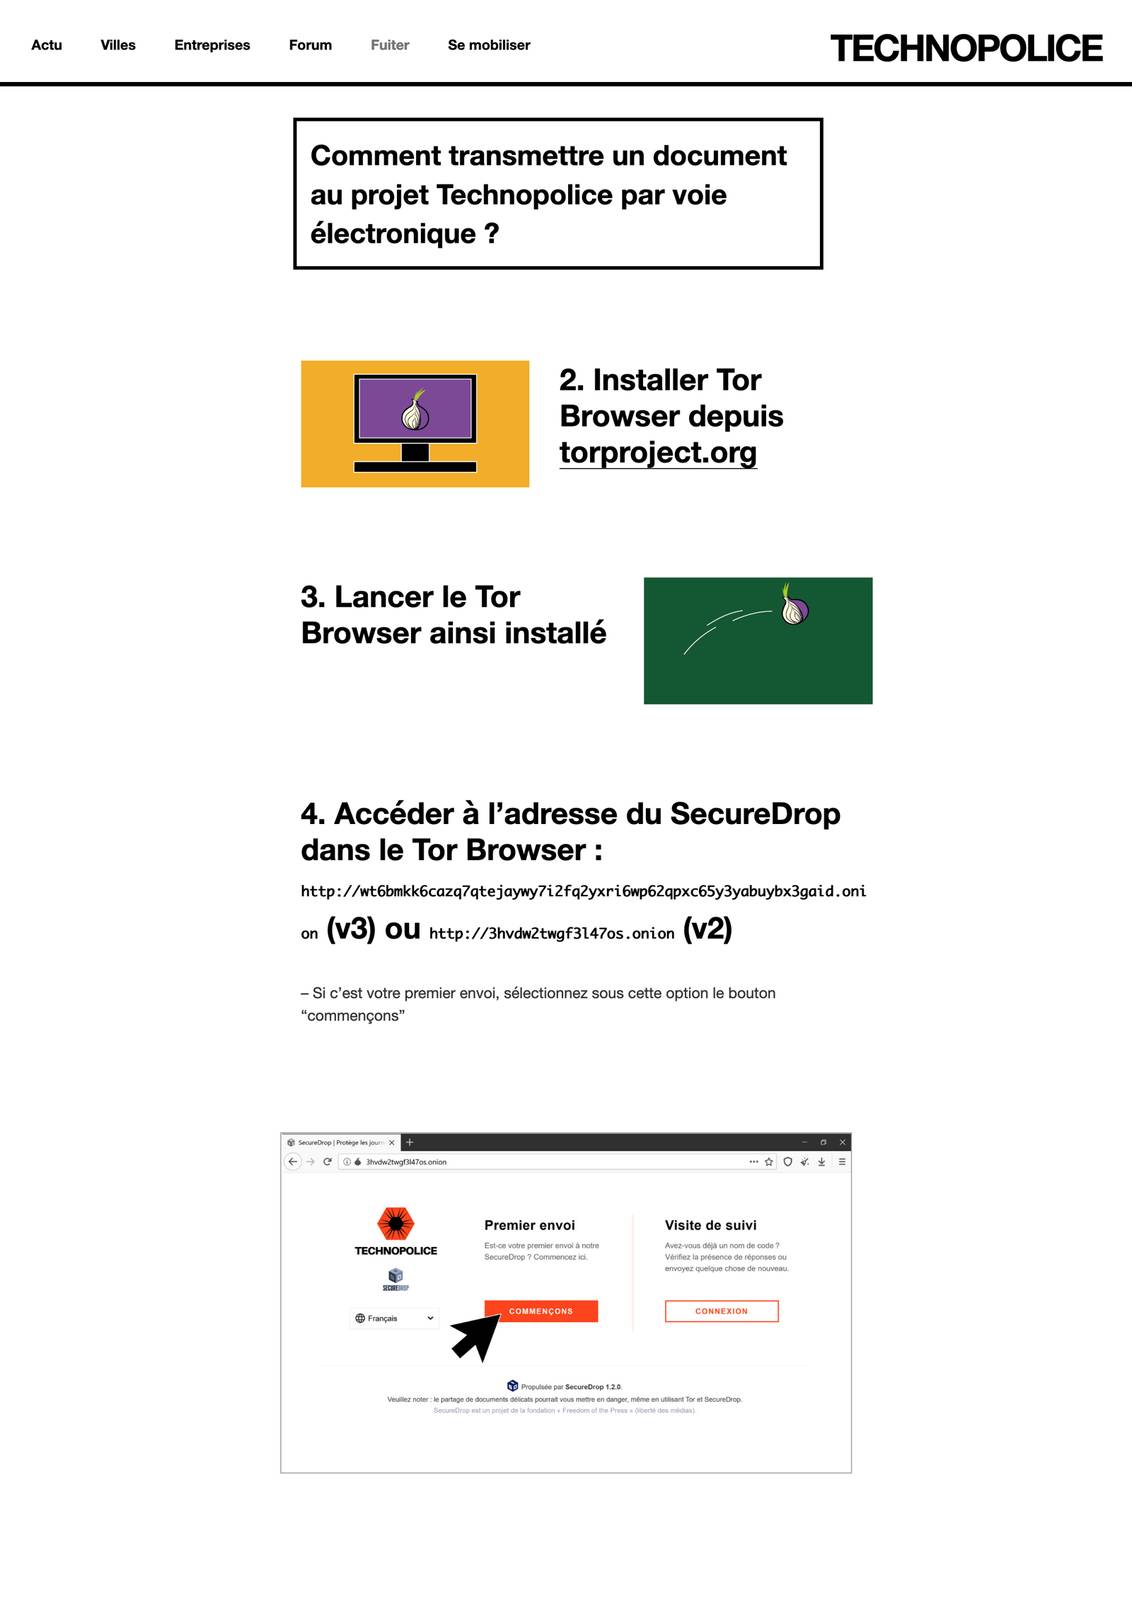 Actu Villes Entreprises Forum Fuiter Se mobiliser TECHNOPOLICE
Comment transmettre un document
au projet Technopolice par voie
électronique ?
2. Installer Tor
Browser depuis
torproject.org
3. Lancer le Tor
Browser ainsi installé
4. Accéder à l’adresse du SecureDrop
dans le Tor Browser :
http://wt6bmkk6cazq7qtejaywy7i2fq2yxri6wp62qpxc65y3yabuybx3gaid.oni
on (v3) ou http://3hvdw2twgf3l47os.onion (v2)
– Si c’est votre premier envoi, sélectionnez sous cette option le bouton
“commençons”
SecureDrop | Protège les journ
3hvdw2twgf3l47os.onion
TECHNOPOLICE
SECUREDROP
Français
Premier envoi
Est-ce votre premier envoi à notre
SecureDrop ? Commencez ici.
COMMENÇONS
Visite de suivi
Avez-vous déjà un nom de code ?
Vérifiez la présence de réponses ou
envoyez quelque chose de nouveau.
CONNEXION
Propulsée par SecureDrop 1.2.0.
Veuillez noter : le partage de documents délicats pourrait vous mettre en danger, même en utilisant Tor et SecureDrop.
SecureDrop est un projet de la fondation « Freedom of the Press » (liberté des médias).